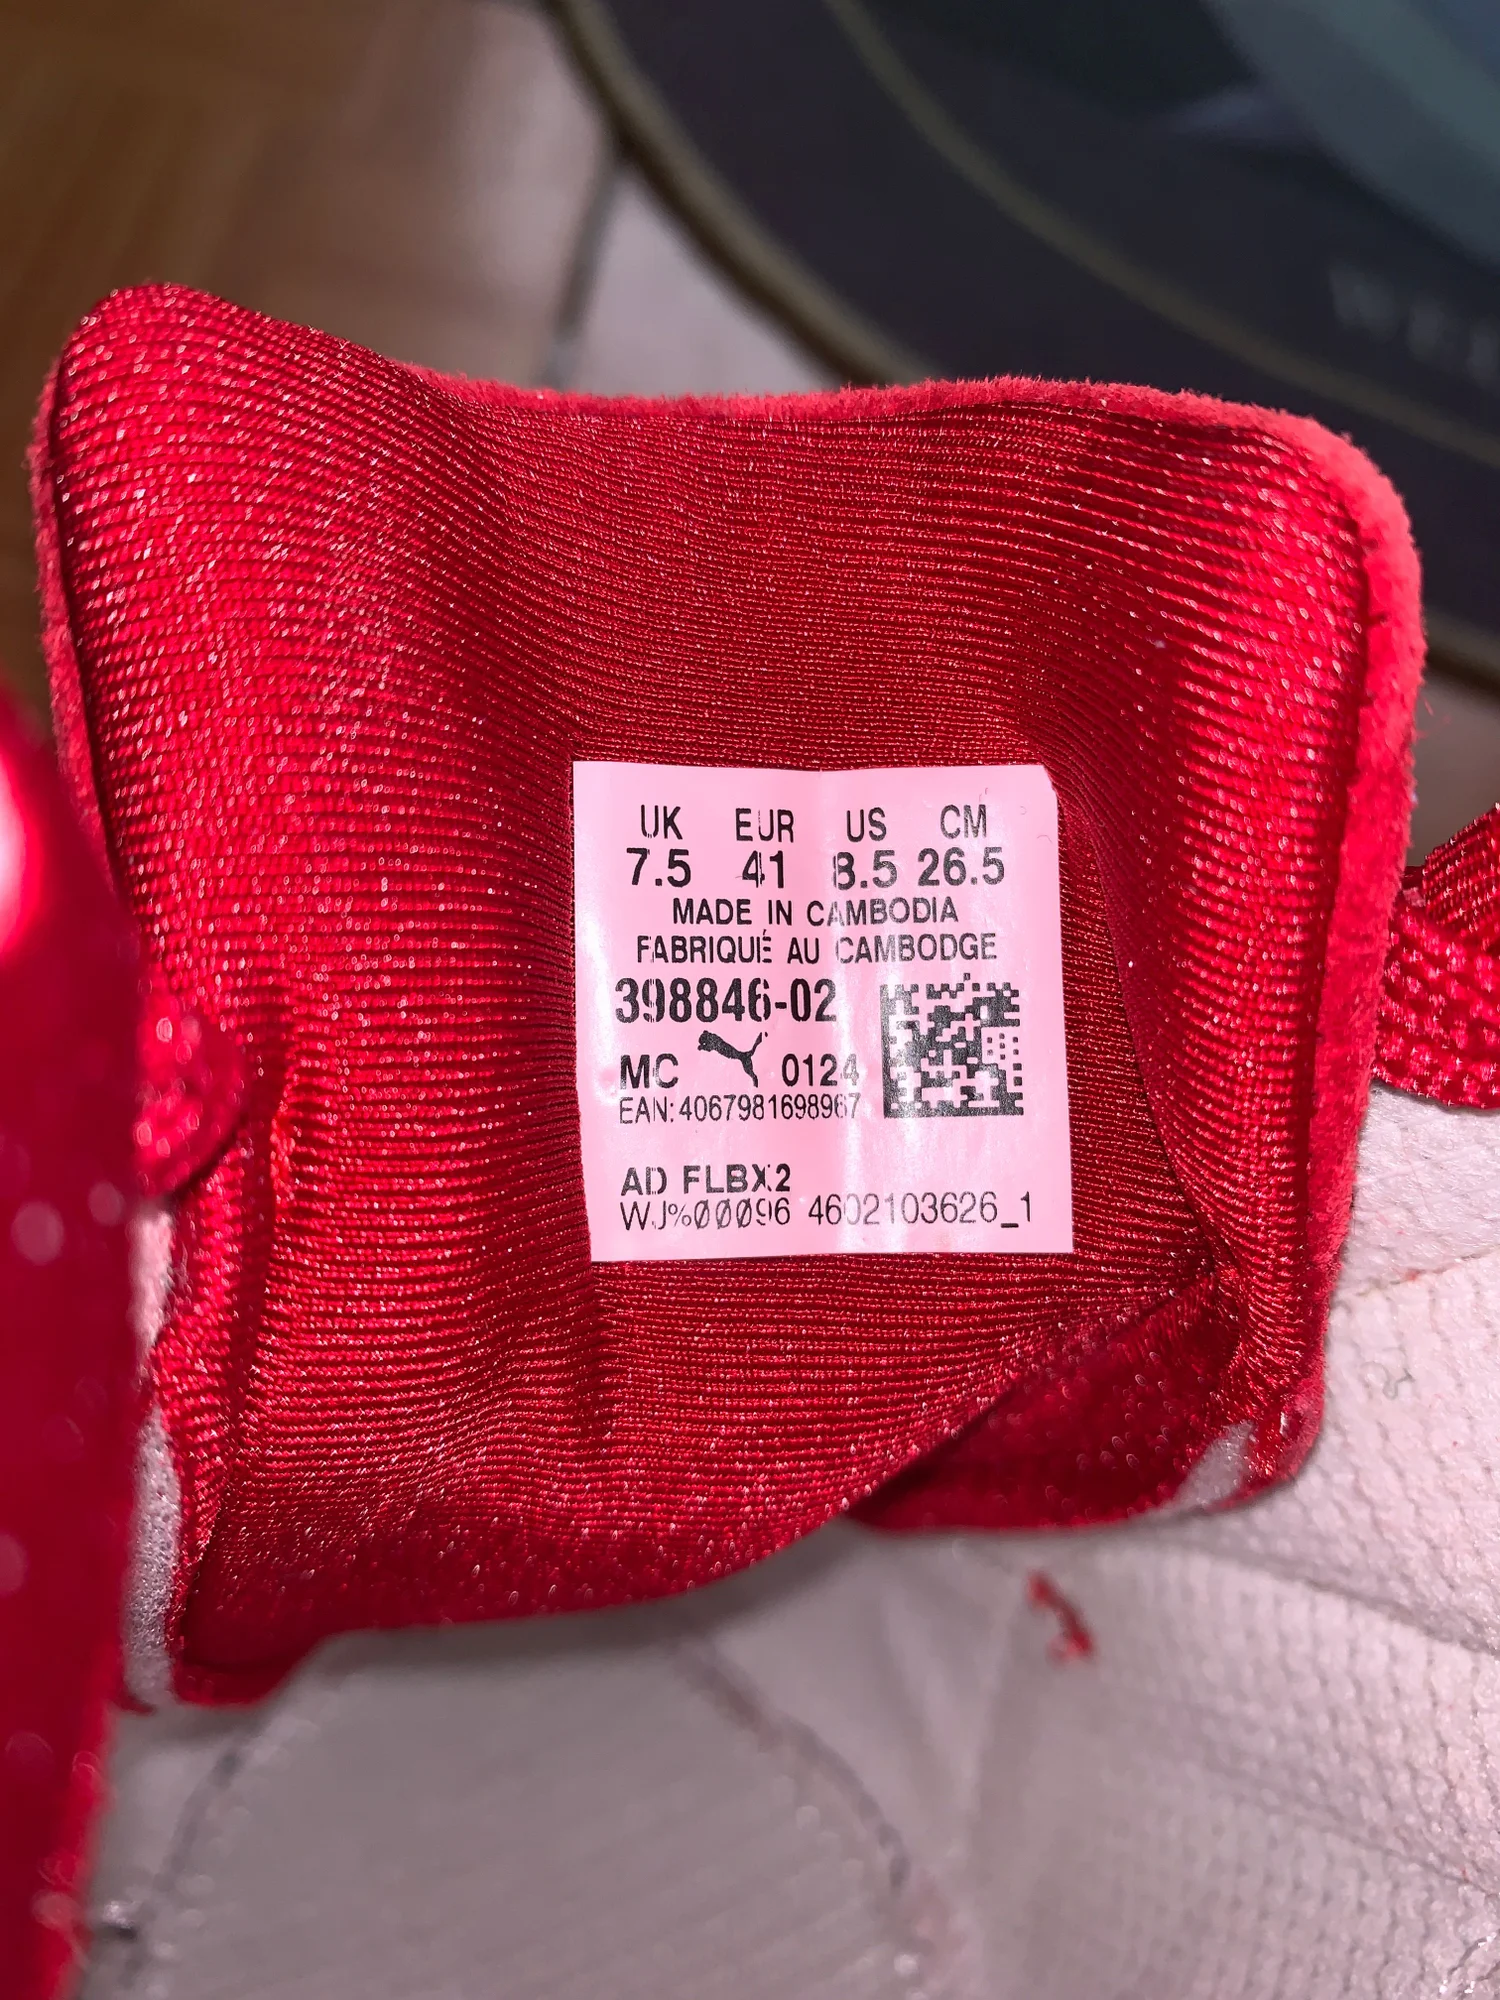 UK EUR US CM
7.5 41 8.5 26.5
MADE IN CAMBODIA
FABRIQUÉ AU CAMBODGE
398846-02
MC 0124
EAN:4067981698967
AD FLBX2
WJ%00096 4602103626_1